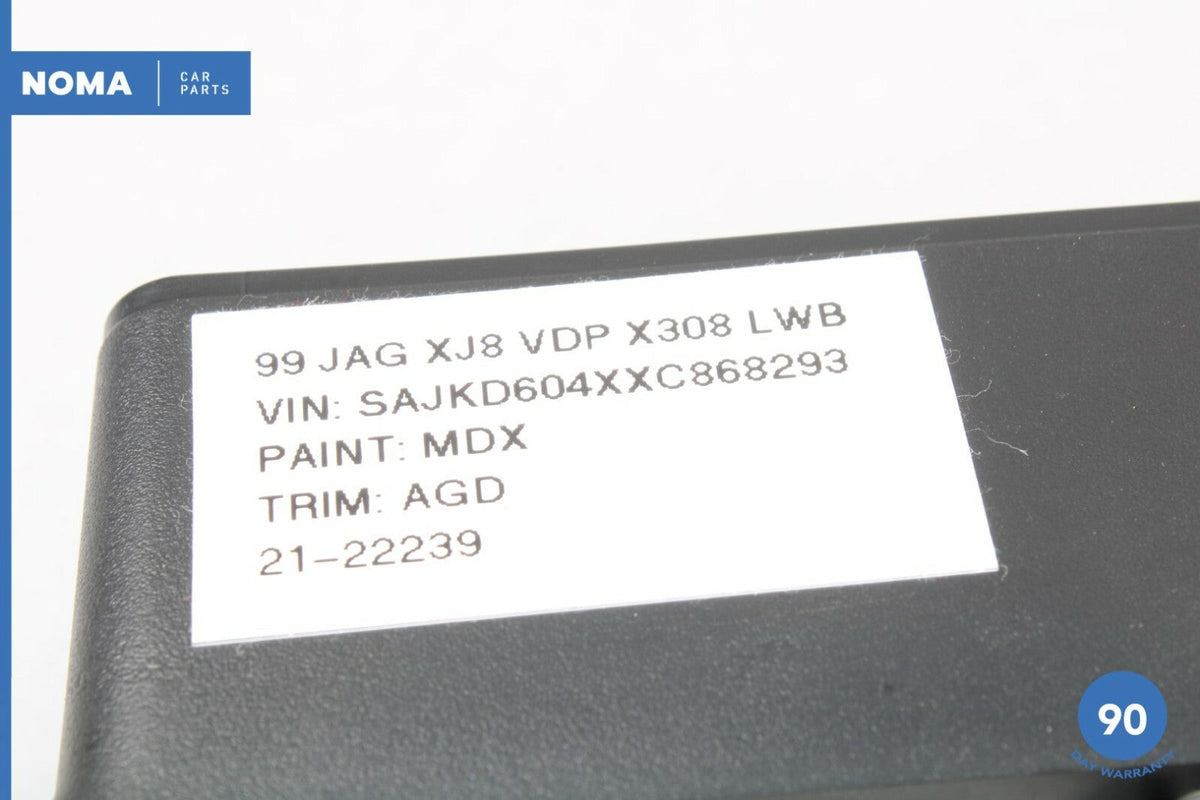 NOMA
CAR
PARTS
99 JAG XJ8 VDP X308 LWB
VIN: SAJKD604XXC868293
PAINT: MDX
TRIM: AGD
21-22239
90
DAY WARRANTY